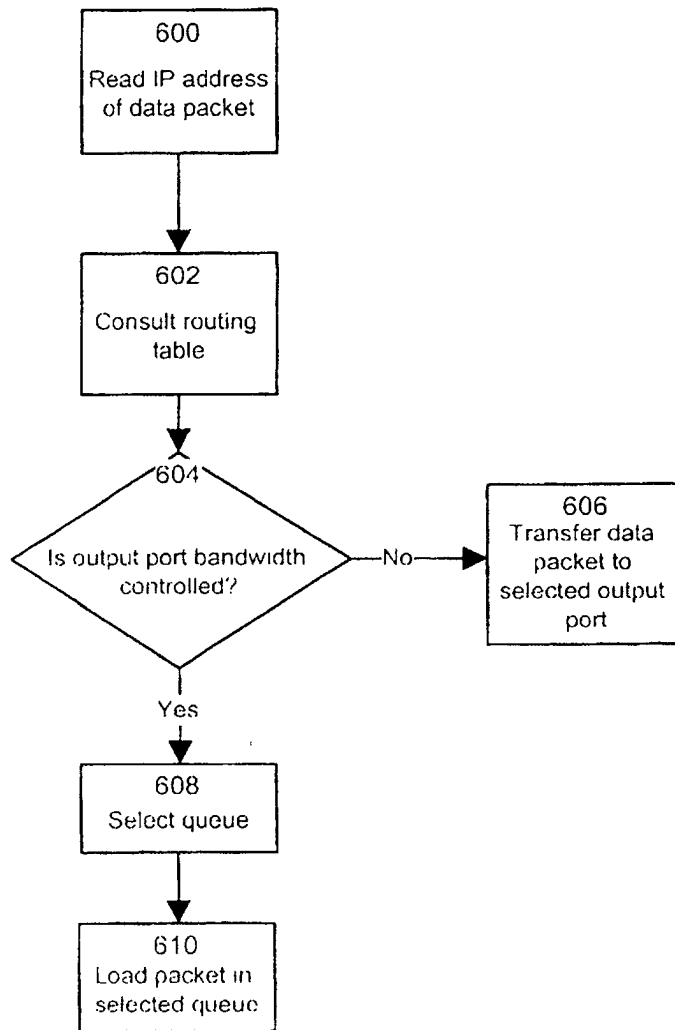 600
Read IP address
of data packet
602
Consult routing
table
604
Is output port bandwidth
controlled?
No
606
Transfer data
packet to
selected output
port
Yes
608
Select queue
610
Load packet in
selected queue